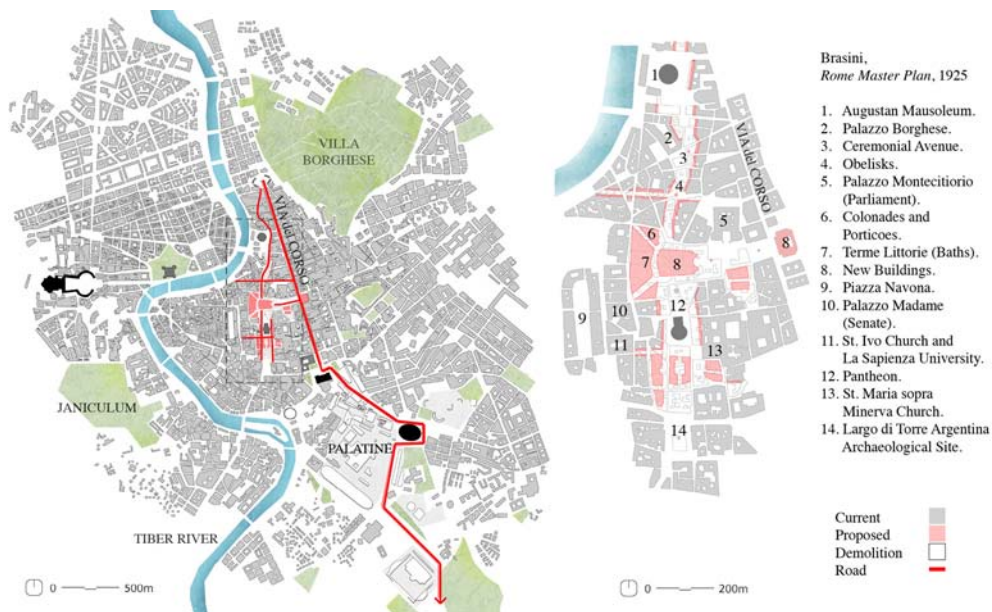 VILLA
BORGHESE
VIA del CORSO
JANICULUM
PALATINE
TIBER RIVER
0 500m
1
2
3
4
VIA del CORSO
5
6
7
8
8
9
10
12
11
13
14
0 200m
Brasini,
Rome Master Plan, 1925
1. Augustan Mausoleum.
2. Palazzo Borghese.
3. Ceremonial Avenue.
4. Obelisks.
5. Palazzo Montecitiorio
(Parliament).
6. Colonades and
Porticoes.
7. Terme Littorie (Baths).
8. New Buildings.
9. Piazza Navona.
10. Palazzo Madame
(Senate).
11. St. Ivo Church and
La Sapienza University.
12. Pantheon.
13. St. Maria sopra
Minerva Church.
14. Largo di Torre Argentina
Archaeological Site.
Current
Proposed
Demolition
Road